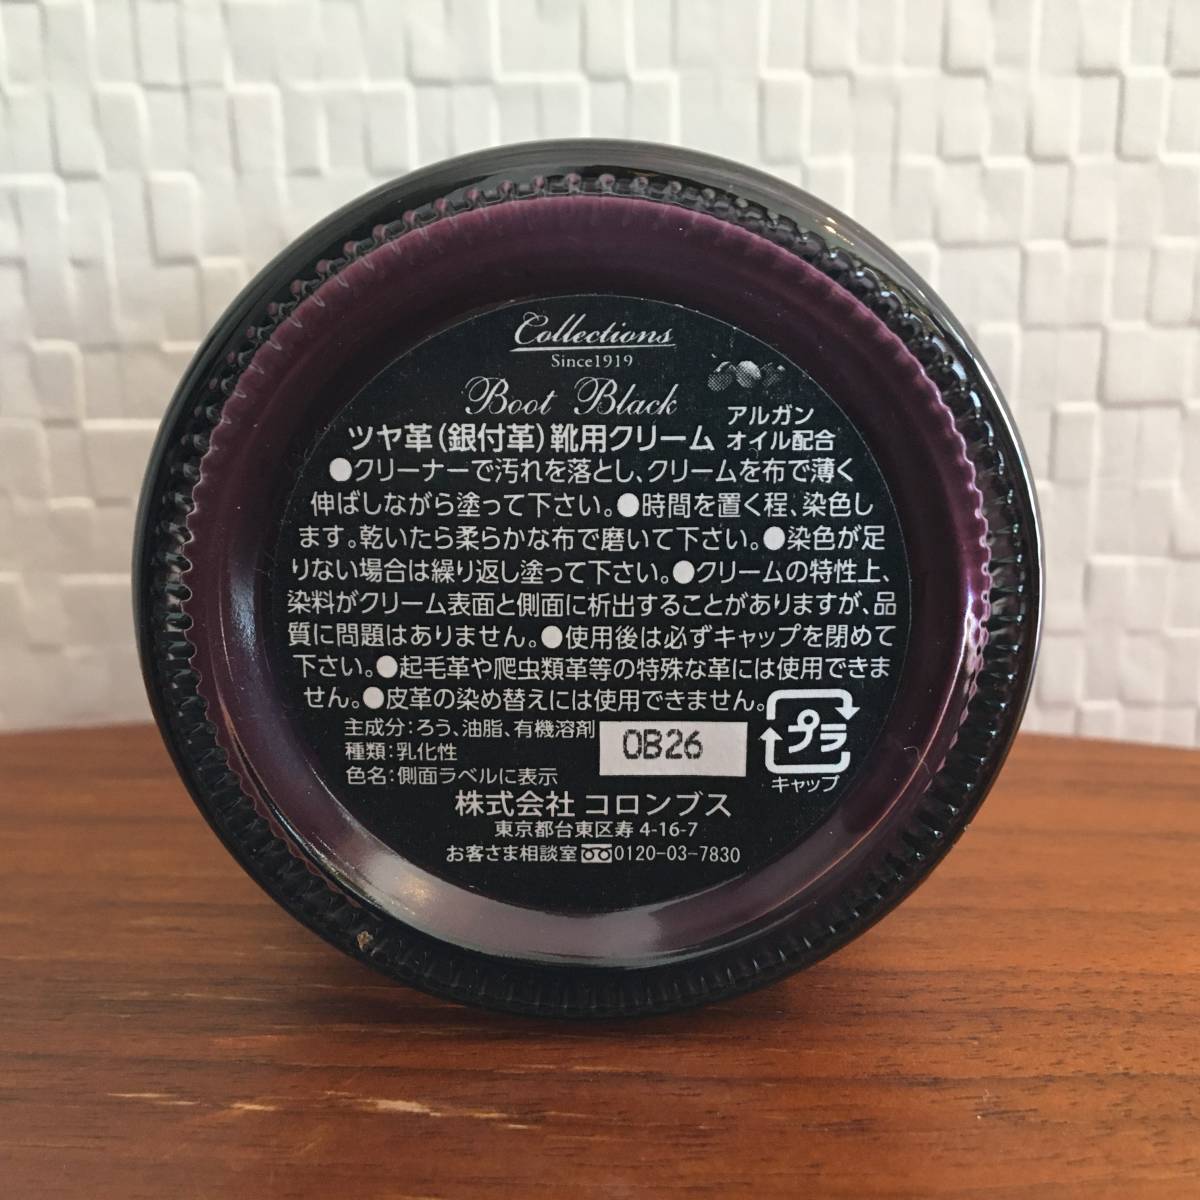 Collections
Since1919
Boot Black
アルガン
ツヤ革(銀付革)靴用クリーム オイル配合
●クリーナーで汚れを落とし、クリームを布で薄く
伸ばしながら塗って下さい。●時間を置く程、染色し
ます。乾いたら柔らかな布で磨いて下さい。●染色が足
りない場合は繰り返し塗って下さい。●クリームの特性上、
染料がクリーム表面と側面に析出することがありますが、品
質に問題はありません。●使用後は必ずキャップを閉めて
下さい。●起毛革や爬虫類革等の特殊な革には使用できま
せん。●皮革の染め替えには使用できません。
主成分:ろう、油脂、有機溶剤
種類:乳化性
色名:側面ラベルに表示
0B26
プラ
キャップ
株式会社 コロンブス
東京都台東区寿 4-16-7
お客さま相談室 0120-03-7830